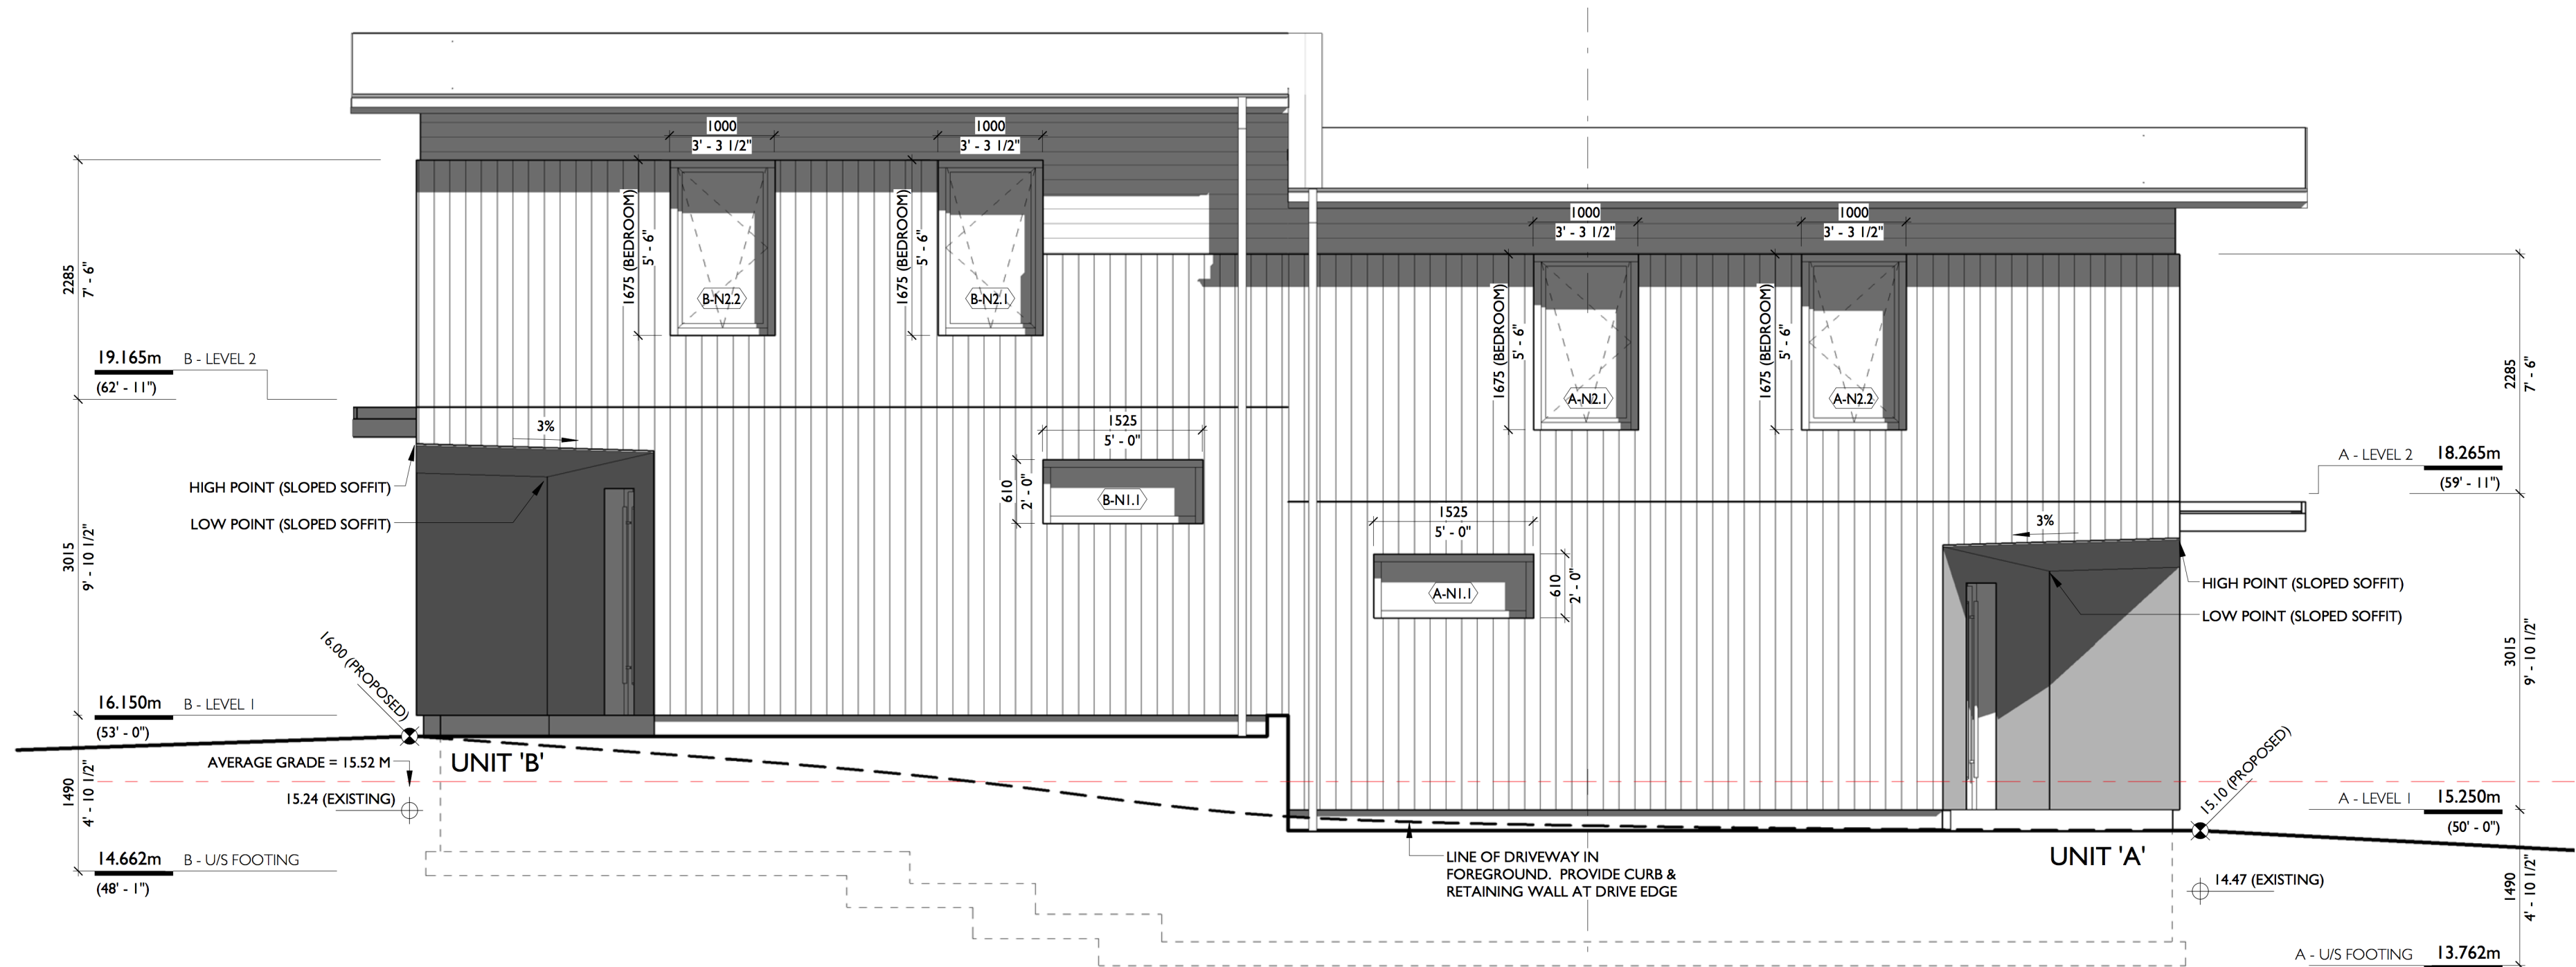 1000
3' - 3 1/2"
1000
3' - 3 1/2"
1675 (BEDROOM)
5' - 6"
1675 (BEDROOM)
5' - 6"
B-N2.2
B-N2.1
1000
3' - 3 1/2"
1000
3' - 3 1/2"
1675 (BEDROOM)
5' - 6"
1675 (BEDROOM)
5' - 6"
A-N2.1
A-N2.2
2285
7' - 6"
19.165m B - LEVEL 2
(62' - 11")
3%
1525
5' - 0"
610
2' - 0"
B-N1.1
HIGH POINT (SLOPED SOFFIT)
LOW POINT (SLOPED SOFFIT)
3015
9' - 10 1/2"
16.00 (PROPOSED)
16.150m B - LEVEL 1
(53' - 0")
UNIT 'B'
AVERAGE GRADE = 15.52 M
15.24 (EXISTING)
1490
4' - 10 1/2"
14.662m B - U/S FOOTING
(48' - 1")
1525
5' - 0"
610
2' - 0"
A-N1.1
LINE OF DRIVEWAY IN
FOREGROUND. PROVIDE CURB &
RETAINING WALL AT DRIVE EDGE
2285
7' - 6"
A - LEVEL 2 18.265m
(59' - 11")
3%
HIGH POINT (SLOPED SOFFIT)
LOW POINT (SLOPED SOFFIT)
3015
9' - 10 1/2"
15.10 (PROPOSED)
A - LEVEL 1 15.250m
(50' - 0")
UNIT 'A'
14.47 (EXISTING)
1490
4' - 10 1/2"
A - U/S FOOTING 13.762m